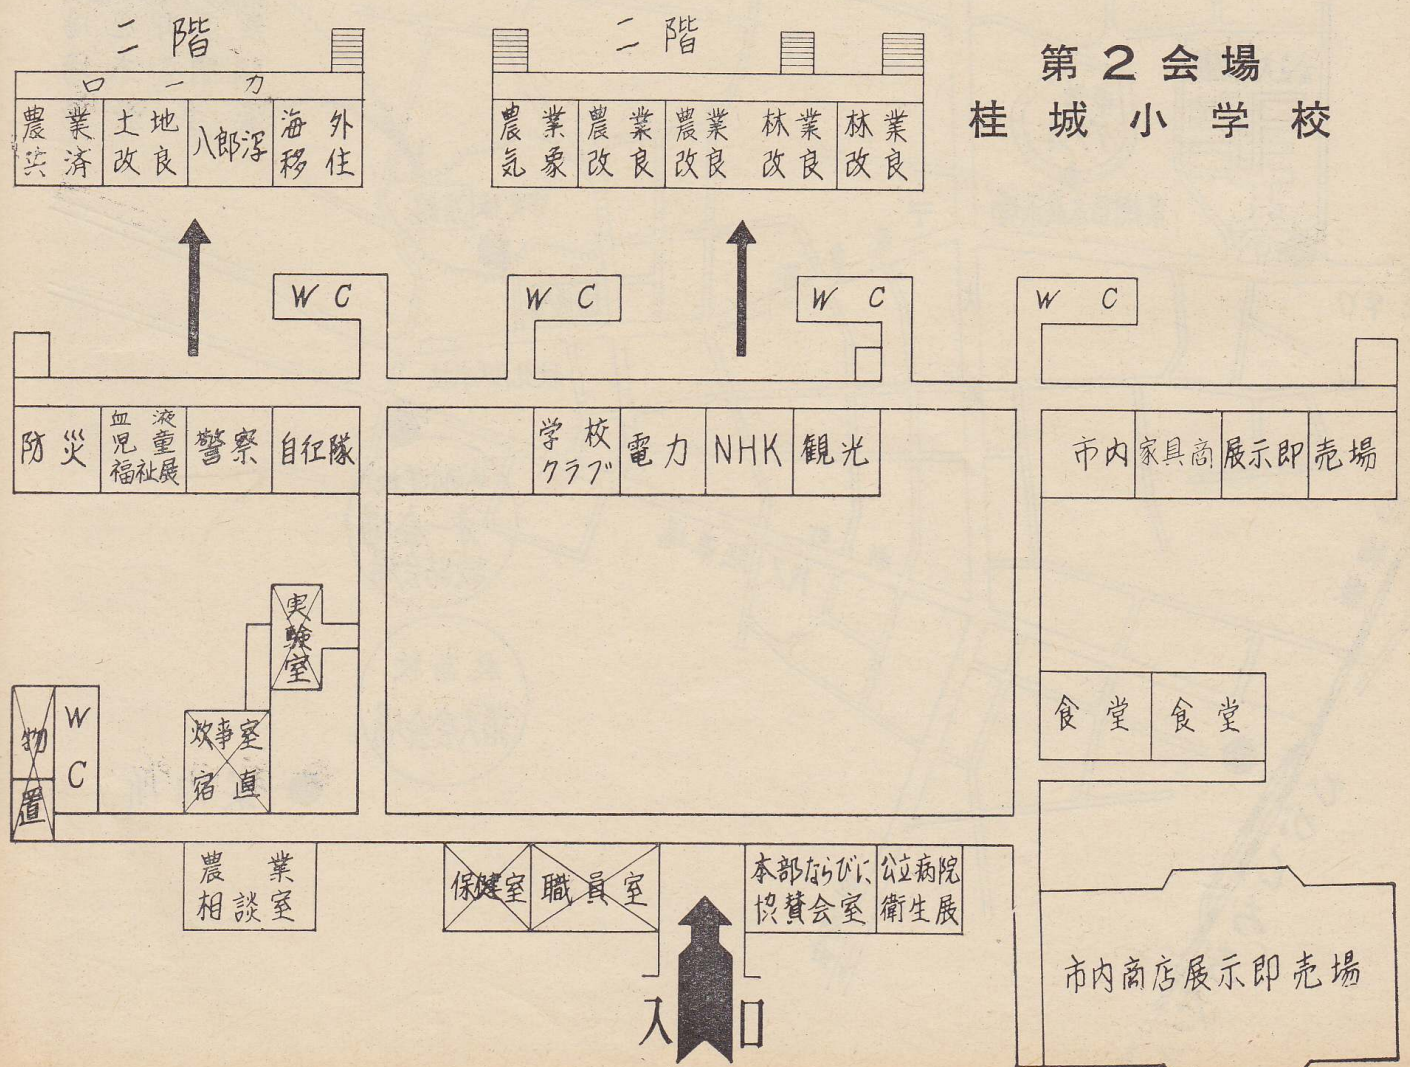 第2会場
桂城小学校
二階
ローカ
農業共済
土地改良
八郎潟
海外移住
二階
農業気象
農業改良
農業改良
林業改良
林業改良
WC
WC
WC
WC
防災
血液
児童
福祉展
警察
自衛隊
学校
クラブ
電力
NHK
観光
市内家具商展示即売場
実験室
物置
WC
炊事室
宿直
食堂
食堂
農業
相談室
保健室
職員室
本部ならびに
協賛会室
公立病院
衛生展
市内商店展示即売場
入口